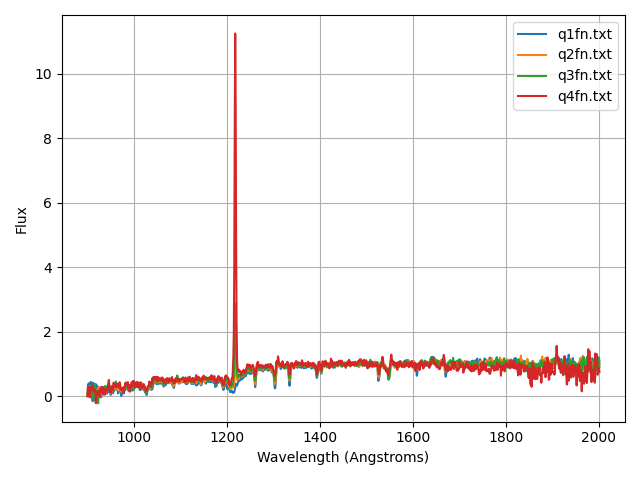 q1fn.txt
q2fn.txt
q3fn.txt
q4fn.txt
10
8
6
4
2
0
Flux
1000 1200 1400 1600 1800 2000
Wavelength (Angstroms)